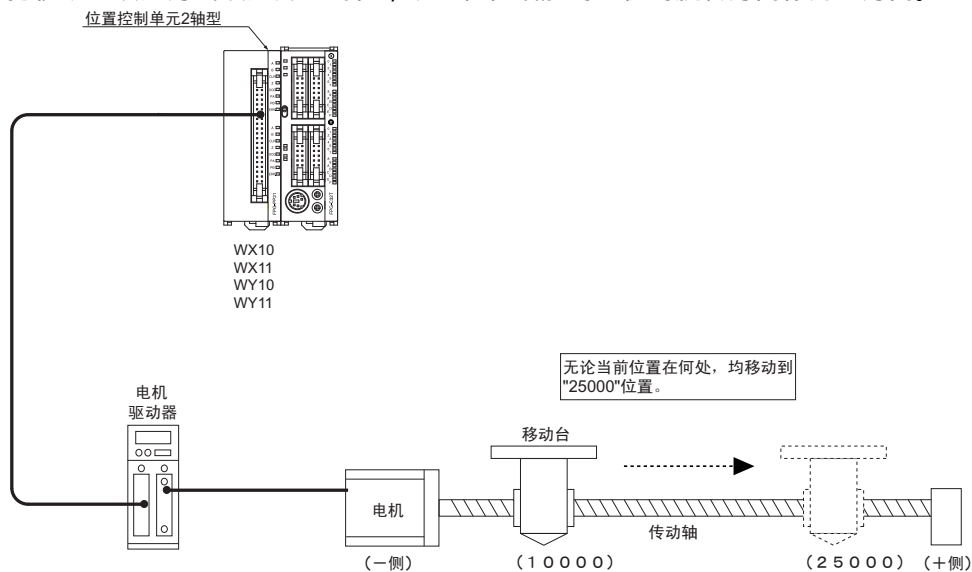 位置控制单元2轴型
WX10
WX11
WY10
WY11
无论当前位置在何处，均移动到
"25000"位置。
电机
驱动器
移动台
电机
传动轴
（－侧）
（１００００）
（２５０００）
（＋侧）